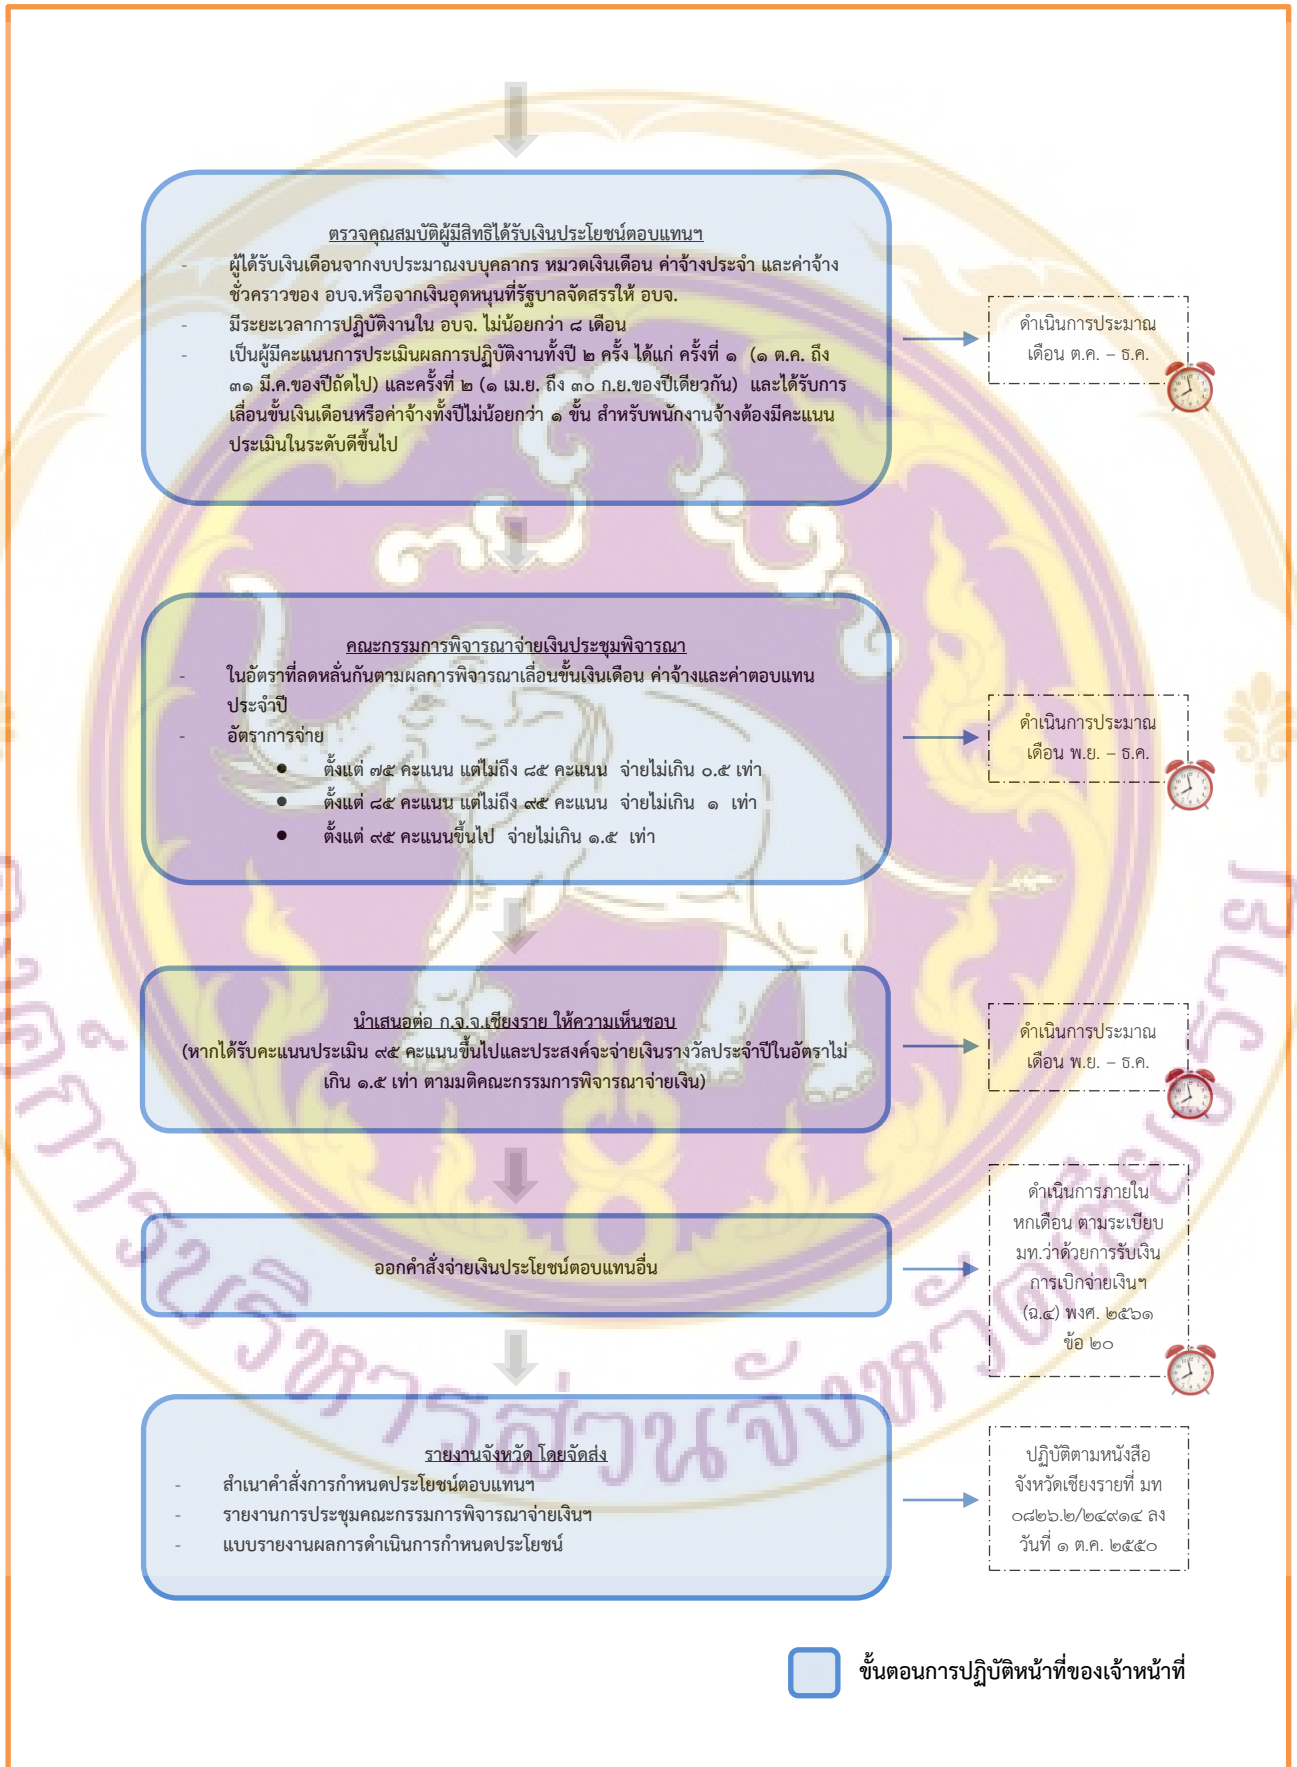 ตรวจคุณสมบัติผู้มีสิทธิได้รับเงินประโยชน์ตอบแทนฯ
- ผู้ได้รับเงินเดือนจากงบประมาณงบบุคลากร หมวดเงินเดือน ค่าจ้างประจำ และค่าจ้าง
ชั่วคราวของ อบจ.หรือจากเงินอุดหนุนที่รัฐบาลจัดสรรให้ อบจ.
- มีระยะเวลาการปฏิบัติงานใน อบจ. ไม่น้อยกว่า ๘ เดือน
- เป็นผู้มีคะแนนการประเมินผลการปฏิบัติงานทั้งปี ๒ ครั้ง ได้แก่ ครั้งที่ ๑ (๑ ต.ค. ถึง
๓๑ มี.ค.ของปีถัดไป) และครั้งที่ ๒ (๑ เม.ย. ถึง ๓๐ ก.ย.ของปีเดียวกัน) และได้รับการ
เลื่อนขั้นเงินเดือนหรือค่าจ้างทั้งปีไม่น้อยกว่า ๑ ขั้น สำหรับพนักงานจ้างต้องมีคะแนน
ประเมินในระดับดีขึ้นไป
ดำเนินการประมาณ
เดือน ต.ค. – ธ.ค.
คณะกรรมการพิจารณาจ่ายเงินประชุมพิจารณา
- ในอัตราที่ลดหลั่นกันตามผลการพิจารณาเลื่อนขั้นเงินเดือน ค่าจ้างและค่าตอบแทน
ประจำปี
- อัตราการจ่าย
● ตั้งแต่ ๗๕ คะแนน แต่ไม่ถึง ๘๕ คะแนน จ่ายไม่เกิน ๐.๕ เท่า
● ตั้งแต่ ๘๕ คะแนน แต่ไม่ถึง ๙๕ คะแนน จ่ายไม่เกิน ๑ เท่า
● ตั้งแต่ ๙๕ คะแนนขึ้นไป จ่ายไม่เกิน ๑.๕ เท่า
ดำเนินการประมาณ
เดือน พ.ย. – ธ.ค.
นำเสนอต่อ ก.จ.จ.เชียงราย ให้ความเห็นชอบ
(หากได้รับคะแนนประเมิน ๙๕ คะแนนขึ้นไปและประสงค์จะจ่ายเงินรางวัลประจำปีในอัตราไม่
เกิน ๑.๕ เท่า ตามมติคณะกรรมการพิจารณาจ่ายเงิน)
ดำเนินการประมาณ
เดือน พ.ย. – ธ.ค.
ออกคำสั่งจ่ายเงินประโยชน์ตอบแทนอื่น
ดำเนินการภายใน
หกเดือน ตามระเบียบ
มท.ว่าด้วยการรับเงิน
การเบิกจ่ายเงินฯ
(ฉ.๔) พงศ. ๒๕๖๑
ข้อ ๒๐
รายงานจังหวัด โดยจัดส่ง
- สำเนาคำสั่งการกำหนดประโยชน์ตอบแทนฯ
- รายงานการประชุมคณะกรรมการพิจารณาจ่ายเงินฯ
- แบบรายงานผลการดำเนินการกำหนดประโยชน์
ปฏิบัติตามหนังสือ
จังหวัดเชียงรายที่ มท
๐๘๒๖.๒/๒๔๙๑๔ ลง
วันที่ ๑ ต.ค. ๒๕๕๐
ขั้นตอนการปฏิบัติหน้าที่ของเจ้าหน้าที่
องค์การบริหารส่วนจังหวัดเชียงราย